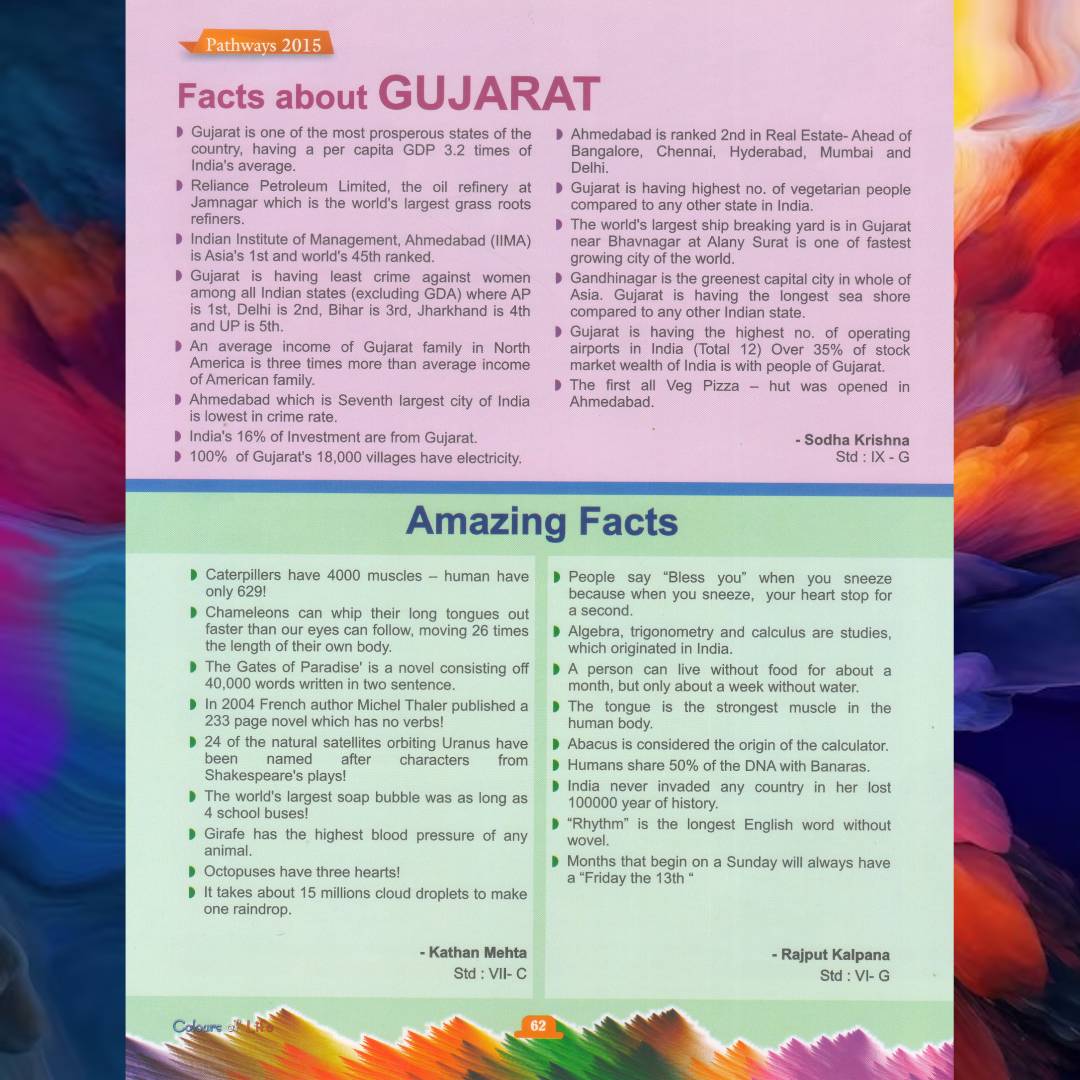 Pathways 2015
Facts about GUJARAT
Gujarat is one of the most prosperous states of the
country, having a per capita GDP 3.2 times of
India's average.
Reliance Petroleum Limited, the oil refinery at
Jamnagar which is the world's largest grass roots
refiners.
Indian Institute of Management, Ahmedabad (IIMA)
is Asia's 1st and world's 45th ranked.
Gujarat is having least crime against women
among all Indian states (excluding GDA) where AP
is 1st, Delhi is 2nd, Bihar is 3rd, Jharkhand is 4th
and UP is 5th.
An average income of Gujarat family in North
America is three times more than average income
of American family.
Ahmedabad which is Seventh largest city of India
is lowest in crime rate.
India's 16% of Investment are from Gujarat.
100% of Gujarat's 18,000 villages have electricity.
Ahmedabad is ranked 2nd in Real Estate- Ahead of
Bangalore, Chennai, Hyderabad, Mumbai and
Delhi.
Gujarat is having highest no. of vegetarian people
compared to any other state in India.
The world's largest ship breaking yard is in Gujarat
near Bhavnagar at Alany Surat is one of fastest
growing city of the world.
Gandhinagar is the greenest capital city in whole of
Asia. Gujarat is having the longest sea shore
compared to any other Indian state.
Gujarat is having the highest no. of operating
airports in India (Total 12) Over 35% of stock
market wealth of India is with people of Gujarat.
The first all Veg Pizza – hut was opened in
Ahmedabad.
- Sodha Krishna
Std : IX - G
Amazing Facts
Caterpillers have 4000 muscles – human have
only 629!
Chameleons can whip their long tongues out
faster than our eyes can follow, moving 26 times
the length of their own body.
The Gates of Paradise' is a novel consisting off
40,000 words written in two sentence.
In 2004 French author Michel Thaler published a
233 page novel which has no verbs!
24 of the natural satellites orbiting Uranus have
been named after characters from
Shakespeare's plays!
The world's largest soap bubble was as long as
4 school buses!
Girafe has the highest blood pressure of any
animal.
Octopuses have three hearts!
It takes about 15 millions cloud droplets to make
one raindrop.
- Kathan Mehta
Std : VII- C
People say “Bless you” when you sneeze
because when you sneeze, your heart stop for
a second.
Algebra, trigonometry and calculus are studies,
which originated in India.
A person can live without food for about a
month, but only about a week without water.
The tongue is the strongest muscle in the
human body.
Abacus is considered the origin of the calculator.
Humans share 50% of the DNA with Banaras.
India never invaded any country in her lost
100000 year of history.
“Rhythm” is the longest English word without
wovel.
Months that begin on a Sunday will always have
a “Friday the 13th “
- Rajput Kalpana
Std : VI- G
Colours of Life
62